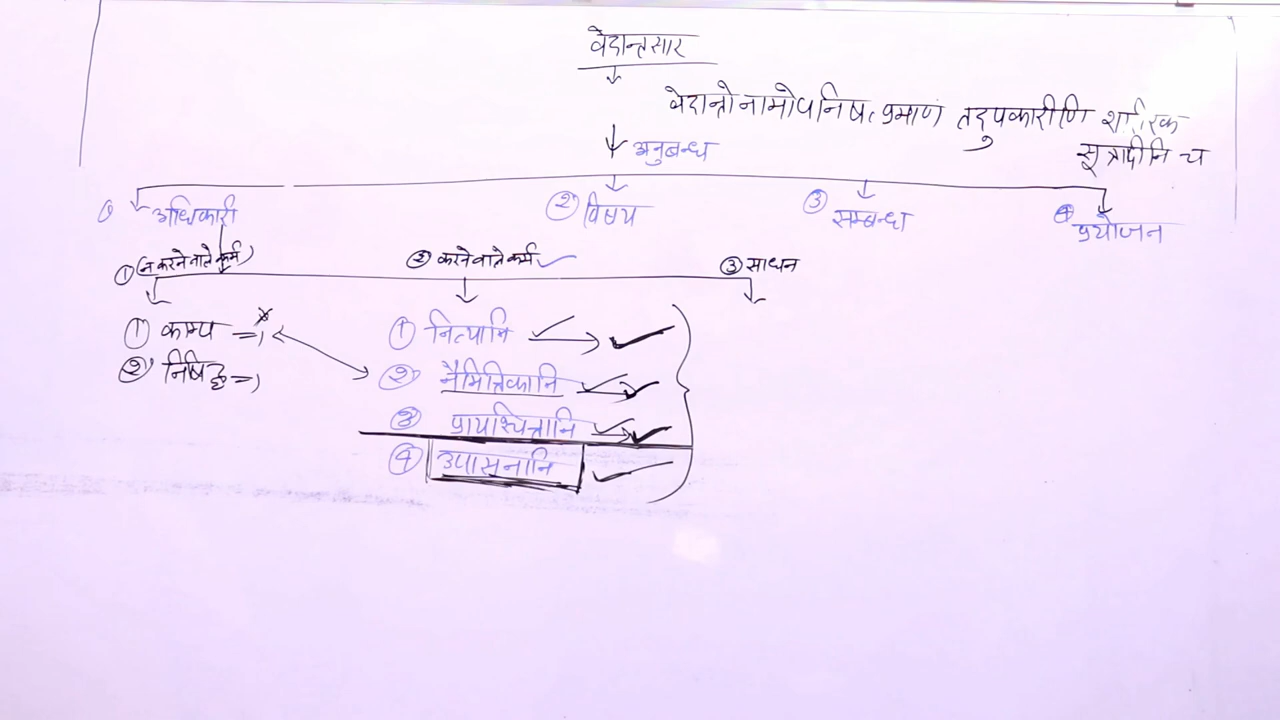 वेदान्तसार
वेदान्तो नामोपनिषत्प्रमाणं तदुपकारीणि शारीरक
सूत्रादीनि च
अनुबन्ध
① अधिकारी ② विषय ③ सम्बन्ध ④ प्रयोजन
① (न करने वाले कर्म) ② करने वाले कर्म ③ साधन
① काम्य =, ① नित्यानि
② निषिद्ध =, ② नैमित्तिकानि
③ प्रायश्चित्तानि
④ उपासनानि